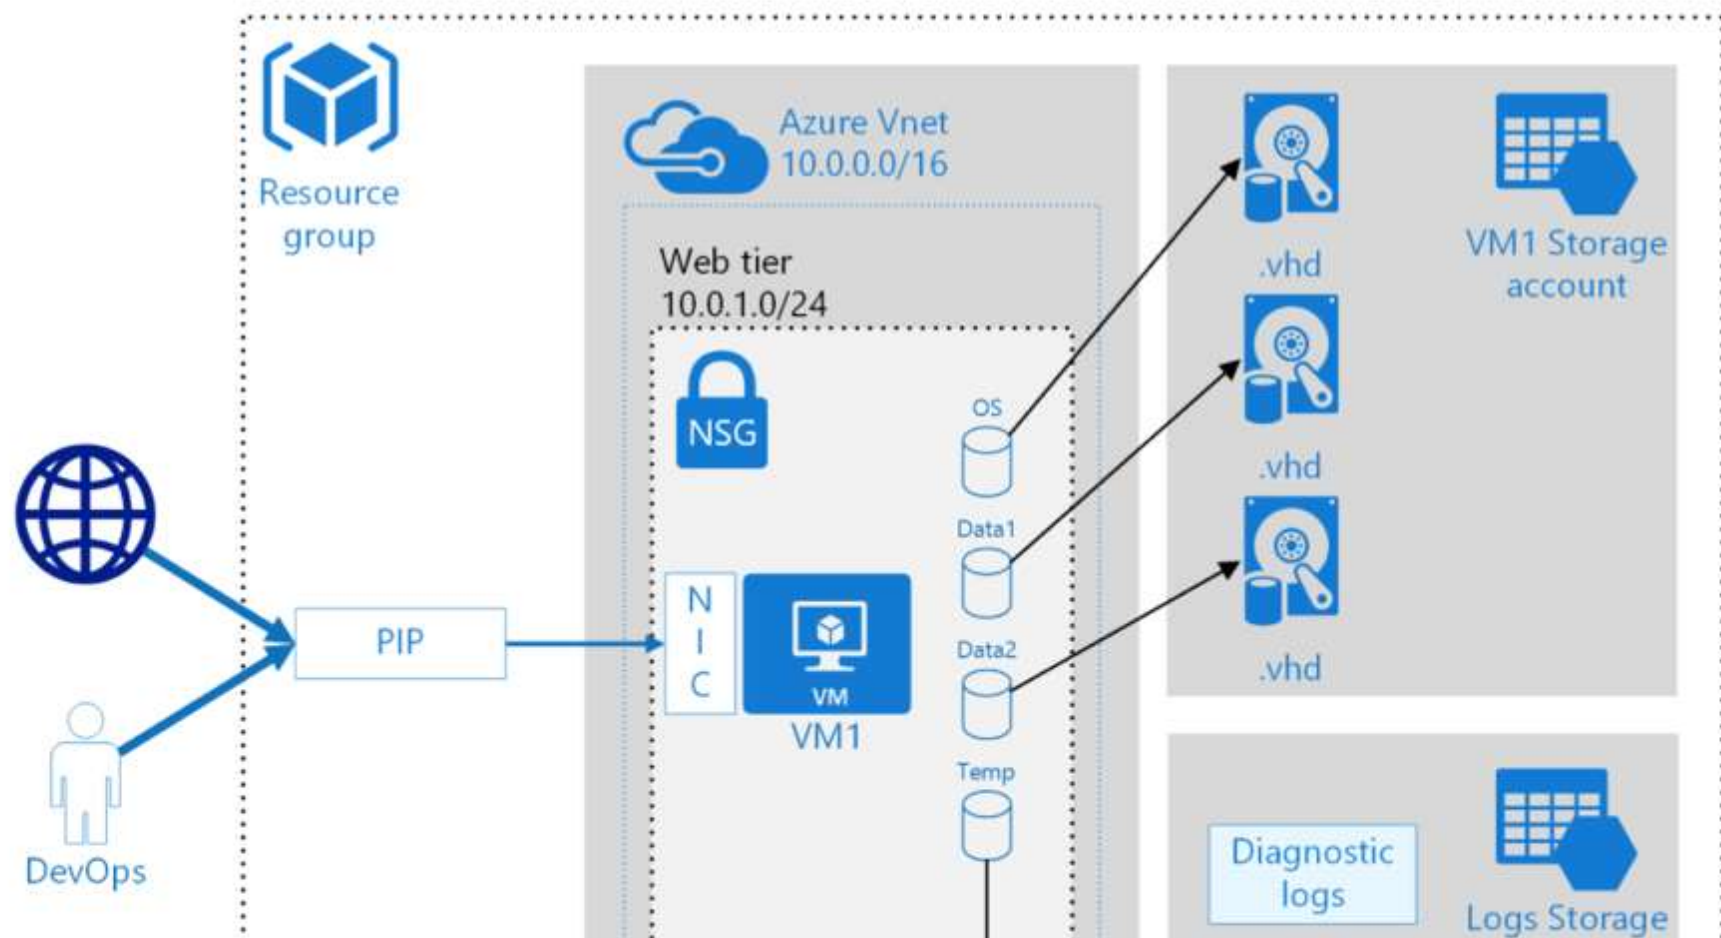 Resource
group
Azure Vnet
10.0.0.0/16
Web tier
10.0.1.0/24
NSG
OS
Data1
Data2
Temp
PIP
N
I
C
VM
VM1
DevOps
.vhd
.vhd
.vhd
VM1 Storage
account
Diagnostic
logs
Logs Storage